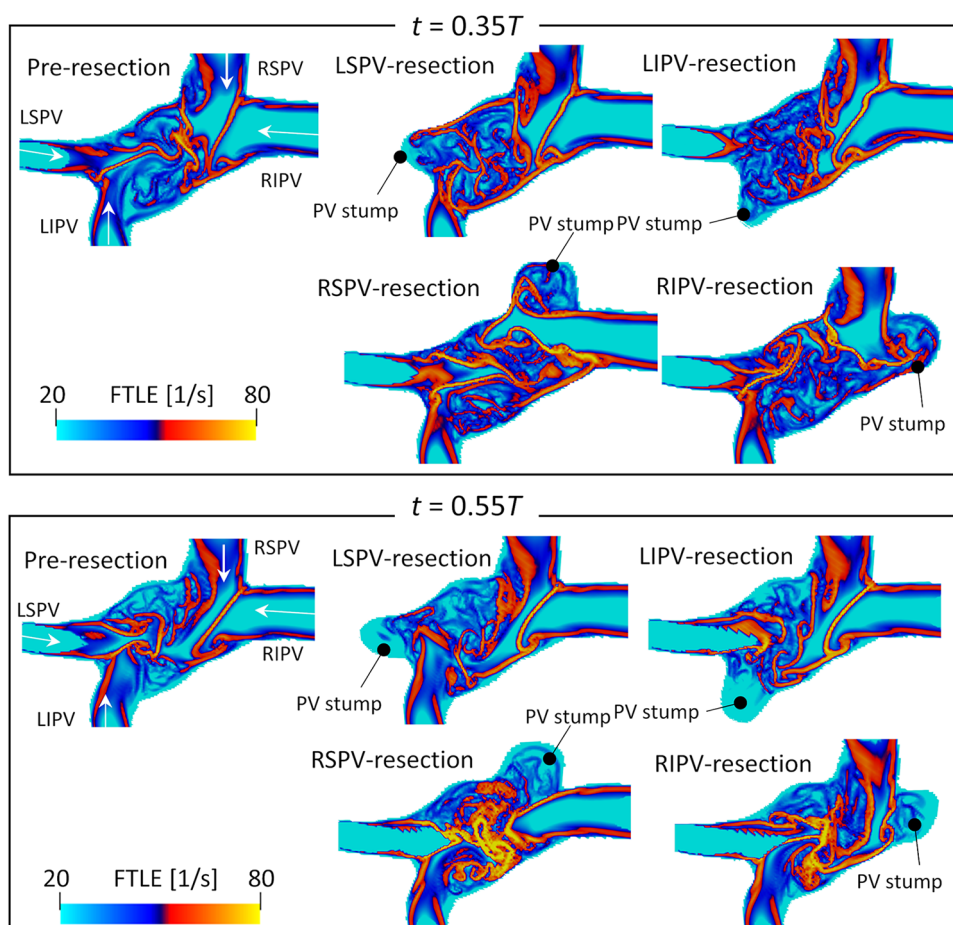 t = 0.35T
Pre-resection
RSPV
LSPV
LIPV
RIPV
LSPV-resection
PV stump
LIPV-resection
PV stump
RSPV-resection
PV stump
RIPV-resection
PV stump
20 FTLE [1/s] 80
t = 0.55T
Pre-resection
RSPV
LSPV
LIPV
RIPV
LSPV-resection
PV stump
LIPV-resection
PV stump
RSPV-resection
PV stump
RIPV-resection
PV stump
20 FTLE [1/s] 80